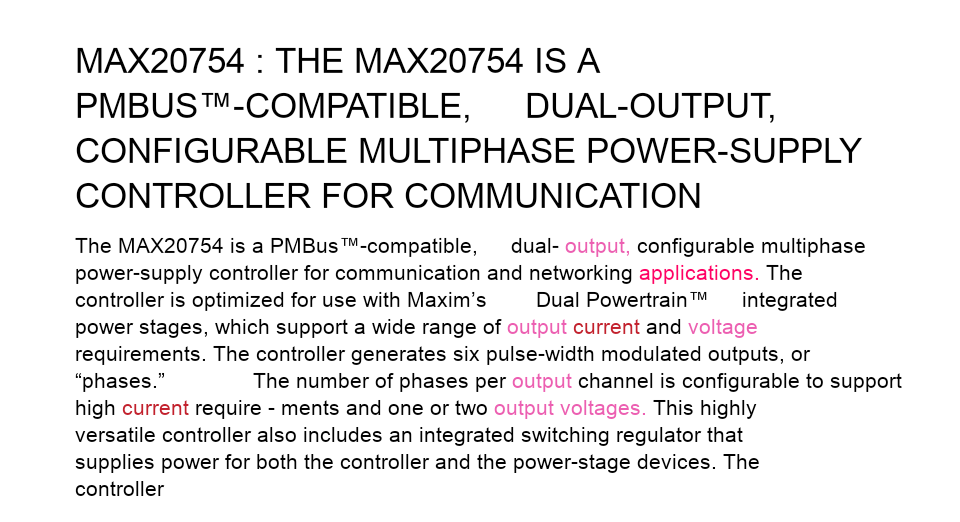 MAX20754 : THE MAX20754 IS A
PMBUS™-COMPATIBLE, DUAL-OUTPUT,
CONFIGURABLE MULTIPHASE POWER-SUPPLY
CONTROLLER FOR COMMUNICATION
The MAX20754 is a PMBus™-compatible, dual- output, configurable multiphase
power-supply controller for communication and networking applications. The
controller is optimized for use with Maxim’s Dual Powertrain™ integrated
power stages, which support a wide range of output current and voltage
requirements. The controller generates six pulse-width modulated outputs, or
“phases.” The number of phases per output channel is configurable to support
high current require - ments and one or two output voltages. This highly
versatile controller also includes an integrated switching regulator that
supplies power for both the controller and the power-stage devices. The
controller